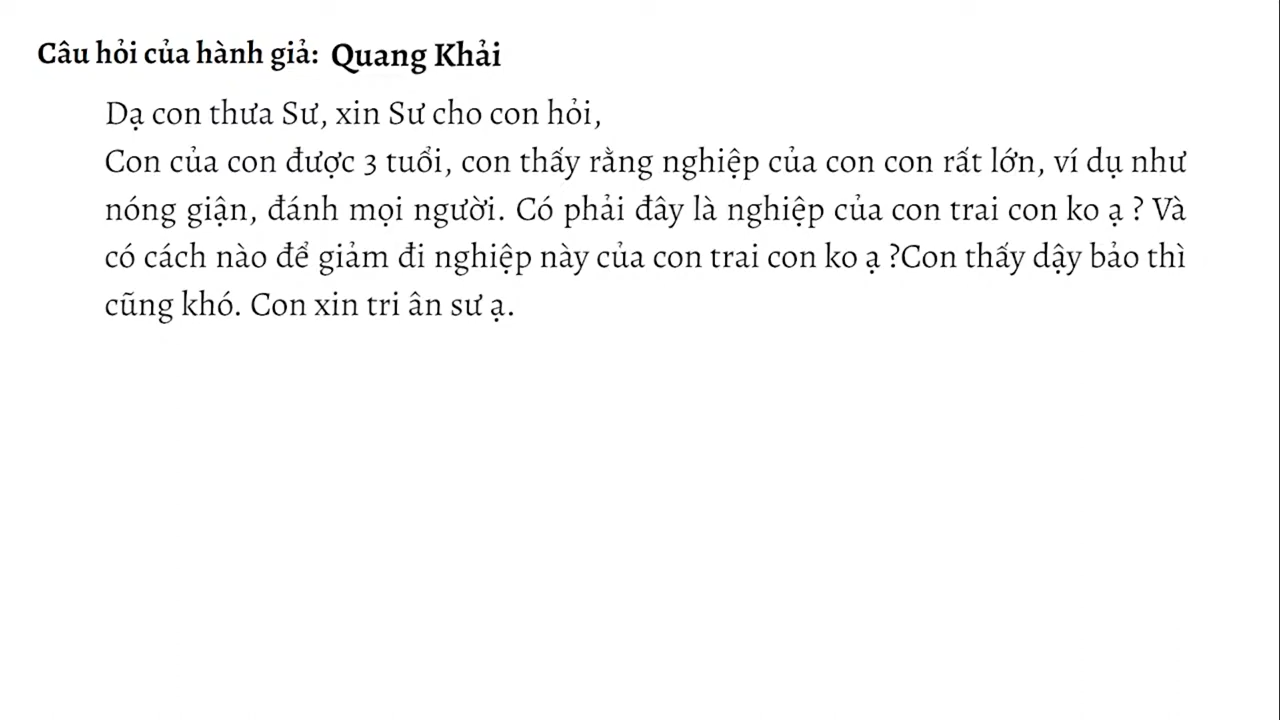 Câu hỏi của hành giả: Quang Khải
Dạ con thưa Sư, xin Sư cho con hỏi,
Con của con được 3 tuổi, con thấy rằng nghiệp của con con rất lớn, ví dụ như
nóng giận, đánh mọi người. Có phải đây là nghiệp của con trai con ko ạ ? Và
có cách nào để giảm đi nghiệp này của con trai con ko ạ ?Con thấy dậy bảo thì
cũng khó. Con xin tri ân sư ạ.